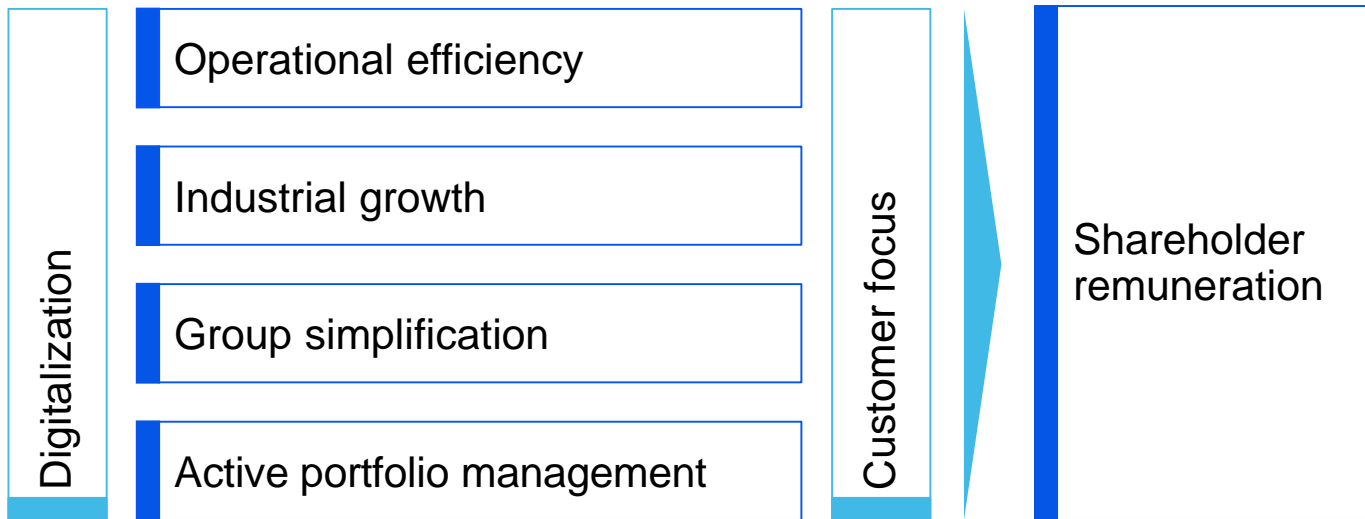 Digitalization
Operational efficiency
Industrial growth
Group simplification
Active portfolio management
Customer focus
Shareholder
remuneration